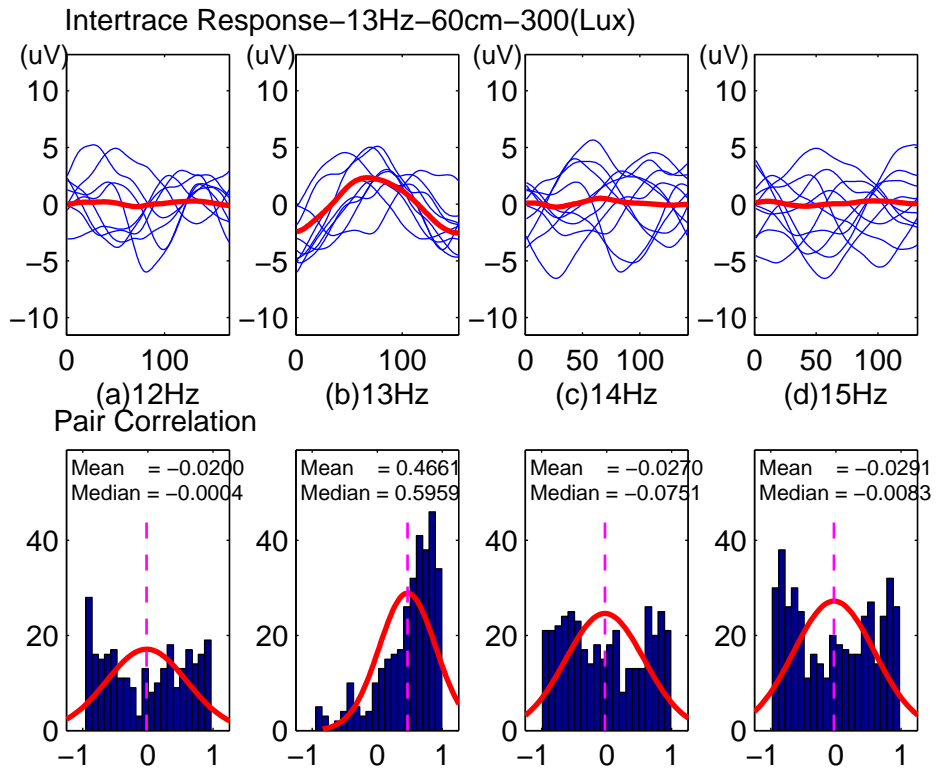 Intertrace Response−13Hz−60cm−300(Lux)
(uV) (uV) (uV) (uV)
10 10 10 10
5 5 5 5
0 0 0 0
−5 −5 −5 −5
−10 −10 −10 −10
0 100 0 100 0 50 100 0 50 100
(a)12Hz (b)13Hz (c)14Hz (d)15Hz
Pair Correlation
Mean = −0.0200 Mean = 0.4661 Mean = −0.0270 Mean = −0.0291
Median = −0.0004 Median = 0.5959 Median = −0.0751 Median = −0.0083
40 40 40 40
20 20 20 20
0 0 0 0
−1 0 1 −1 0 1 −1 0 1 −1 0 1